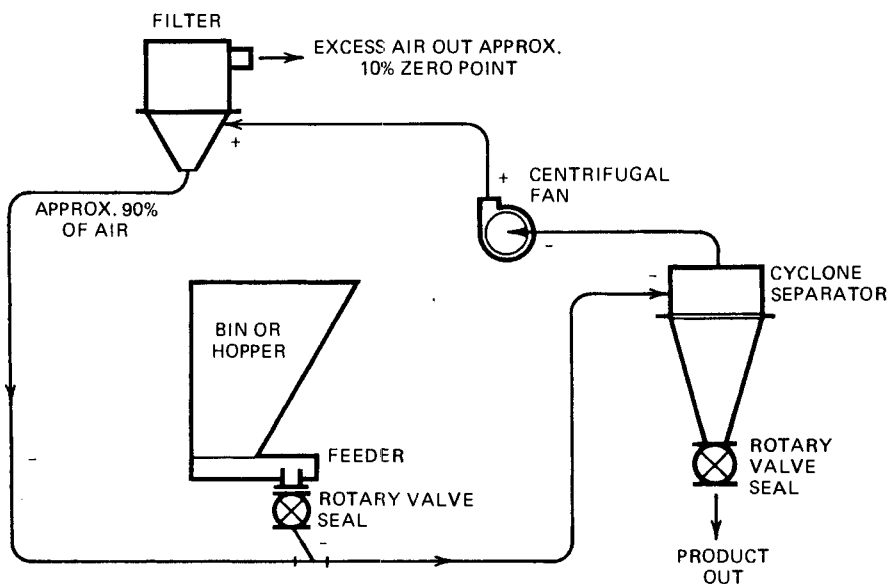 FILTER
EXCESS AIR OUT APPROX.
10% ZERO POINT
+
+
CENTRIFUGAL
FAN
-
APPROX. 90%
OF AIR
-
CYCLONE
SEPARATOR
BIN OR
HOPPER
-
FEEDER
ROTARY VALVE
SEAL
-
ROTARY
VALVE
SEAL
PRODUCT
OUT